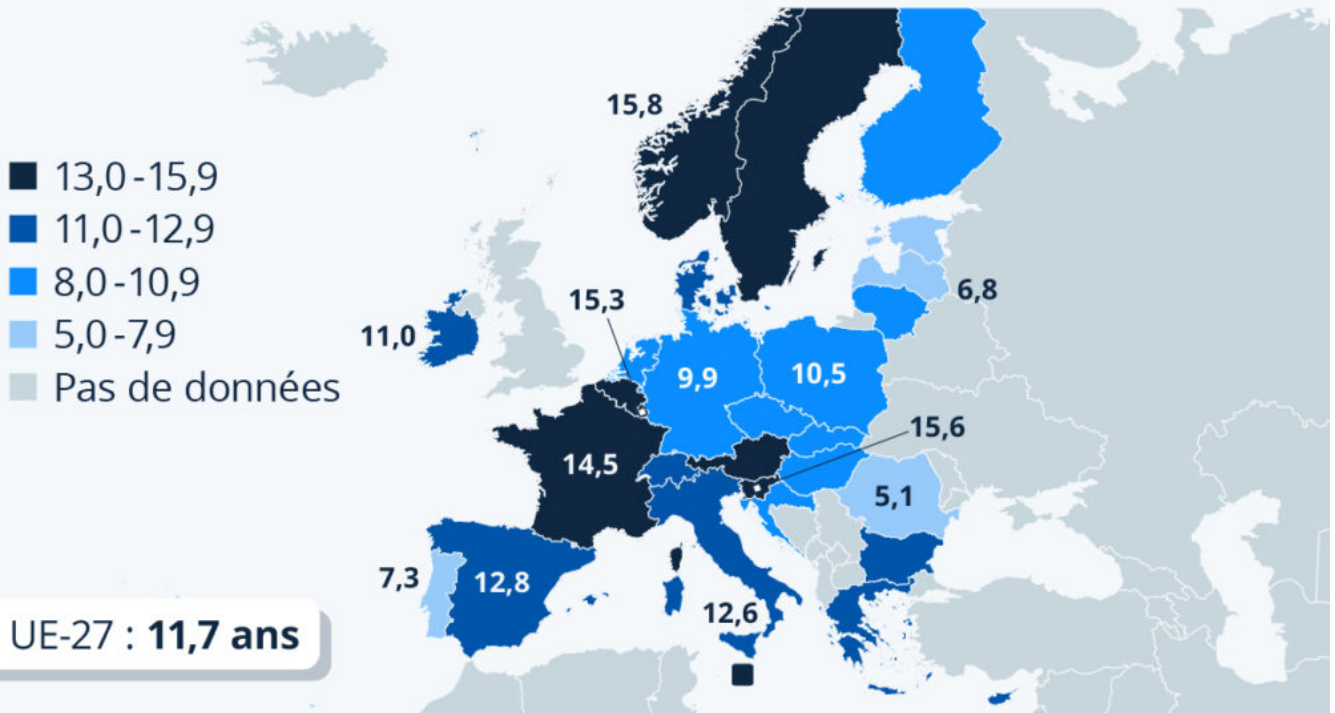 13,0 - 15,9
11,0 - 12,9
8,0 - 10,9
5,0 - 7,9
Pas de données
15,8
15,3
11,0
6,8
9,9
10,5
15,6
14,5
5,1
7,3
12,8
12,6
UE-27 : 11,7 ans